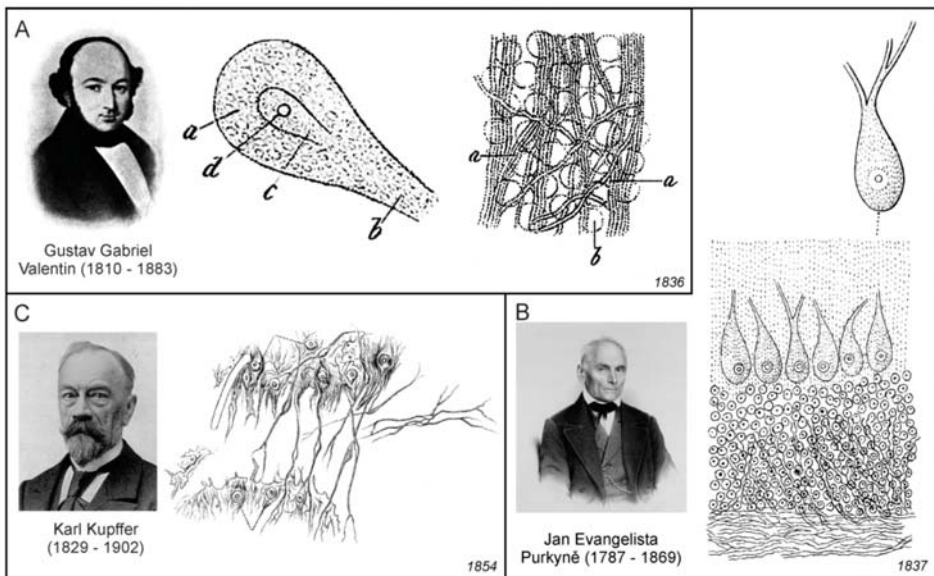 A
a
d
c
b
a
a
b
Gustav Gabriel
Valentin (1810 - 1883)
1836
C
Karl Kupffer
(1829 - 1902)
1854
B
Jan Evangelista
Purkyně (1787 - 1869)
1837